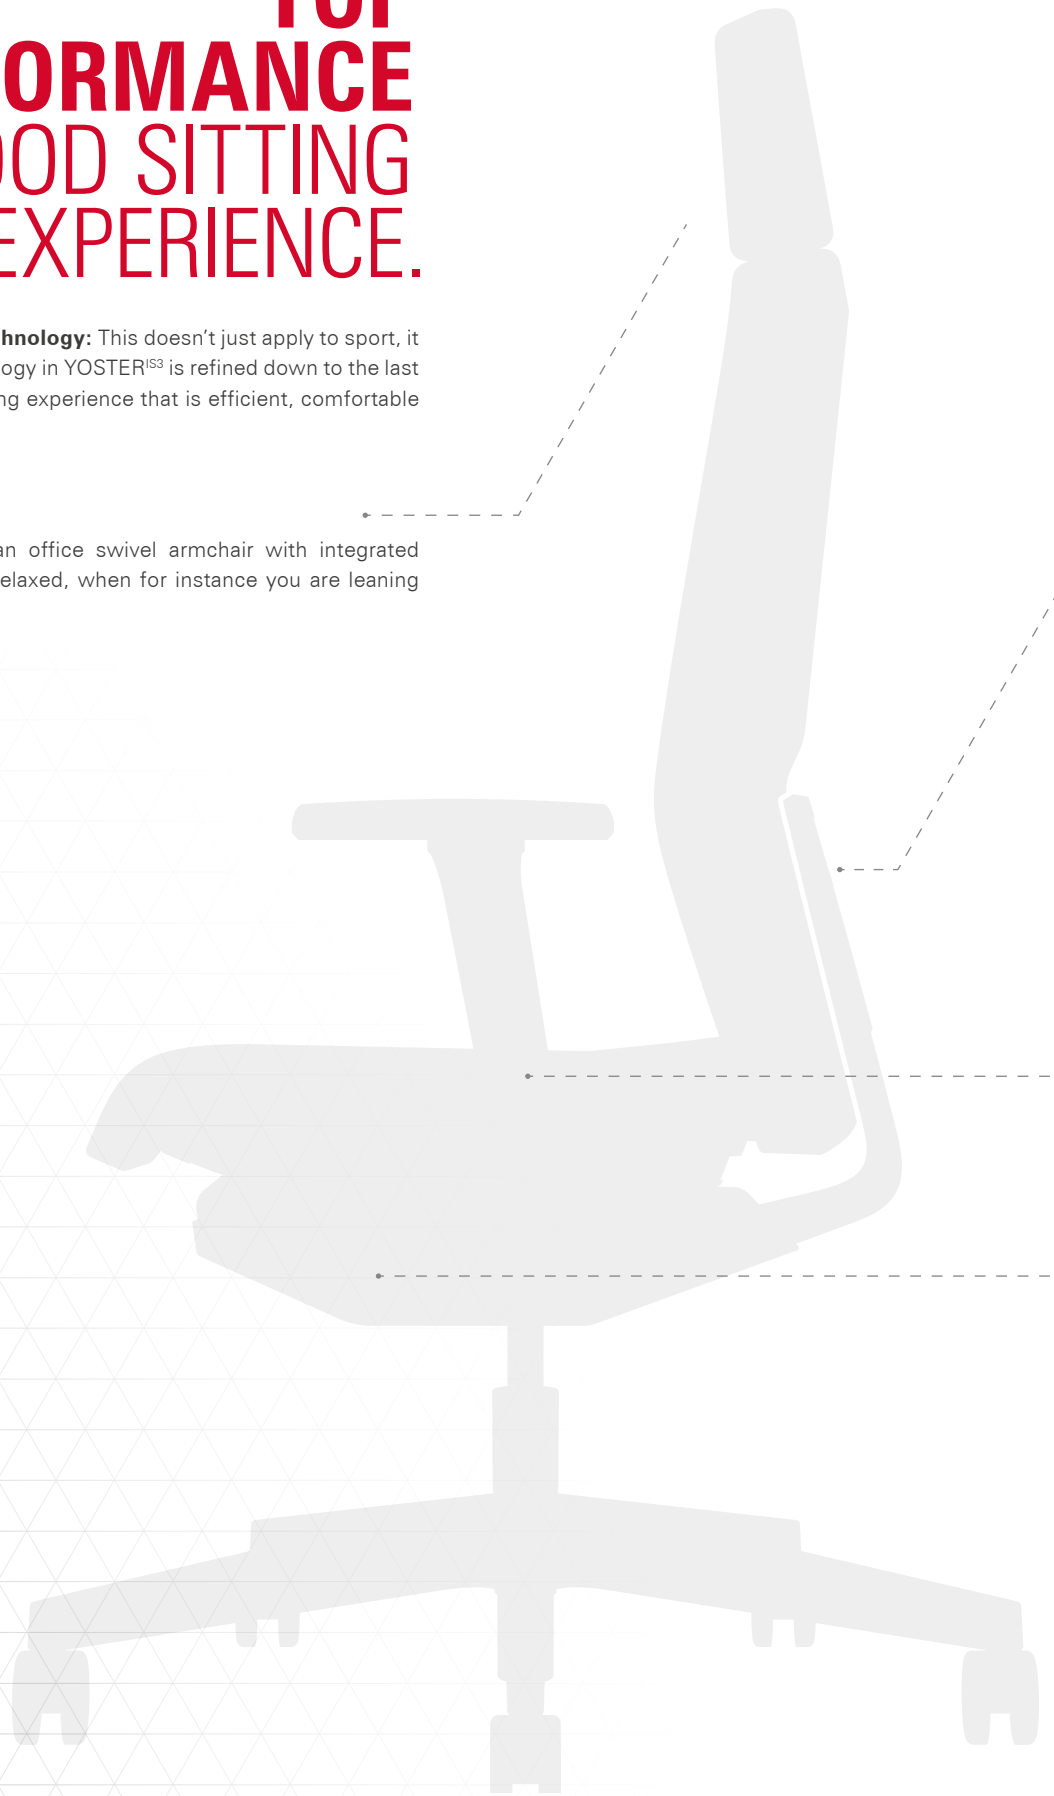 TOP
ORMANCE
OOD SITTING
EXPERIENCE.
hnology: This doesn’t just apply to sport, it
ogy in YOSTERIS3 is refined down to the last
ng experience that is efficient, comfortable
an office swivel armchair with integrated
elaxed, when for instance you are leaning